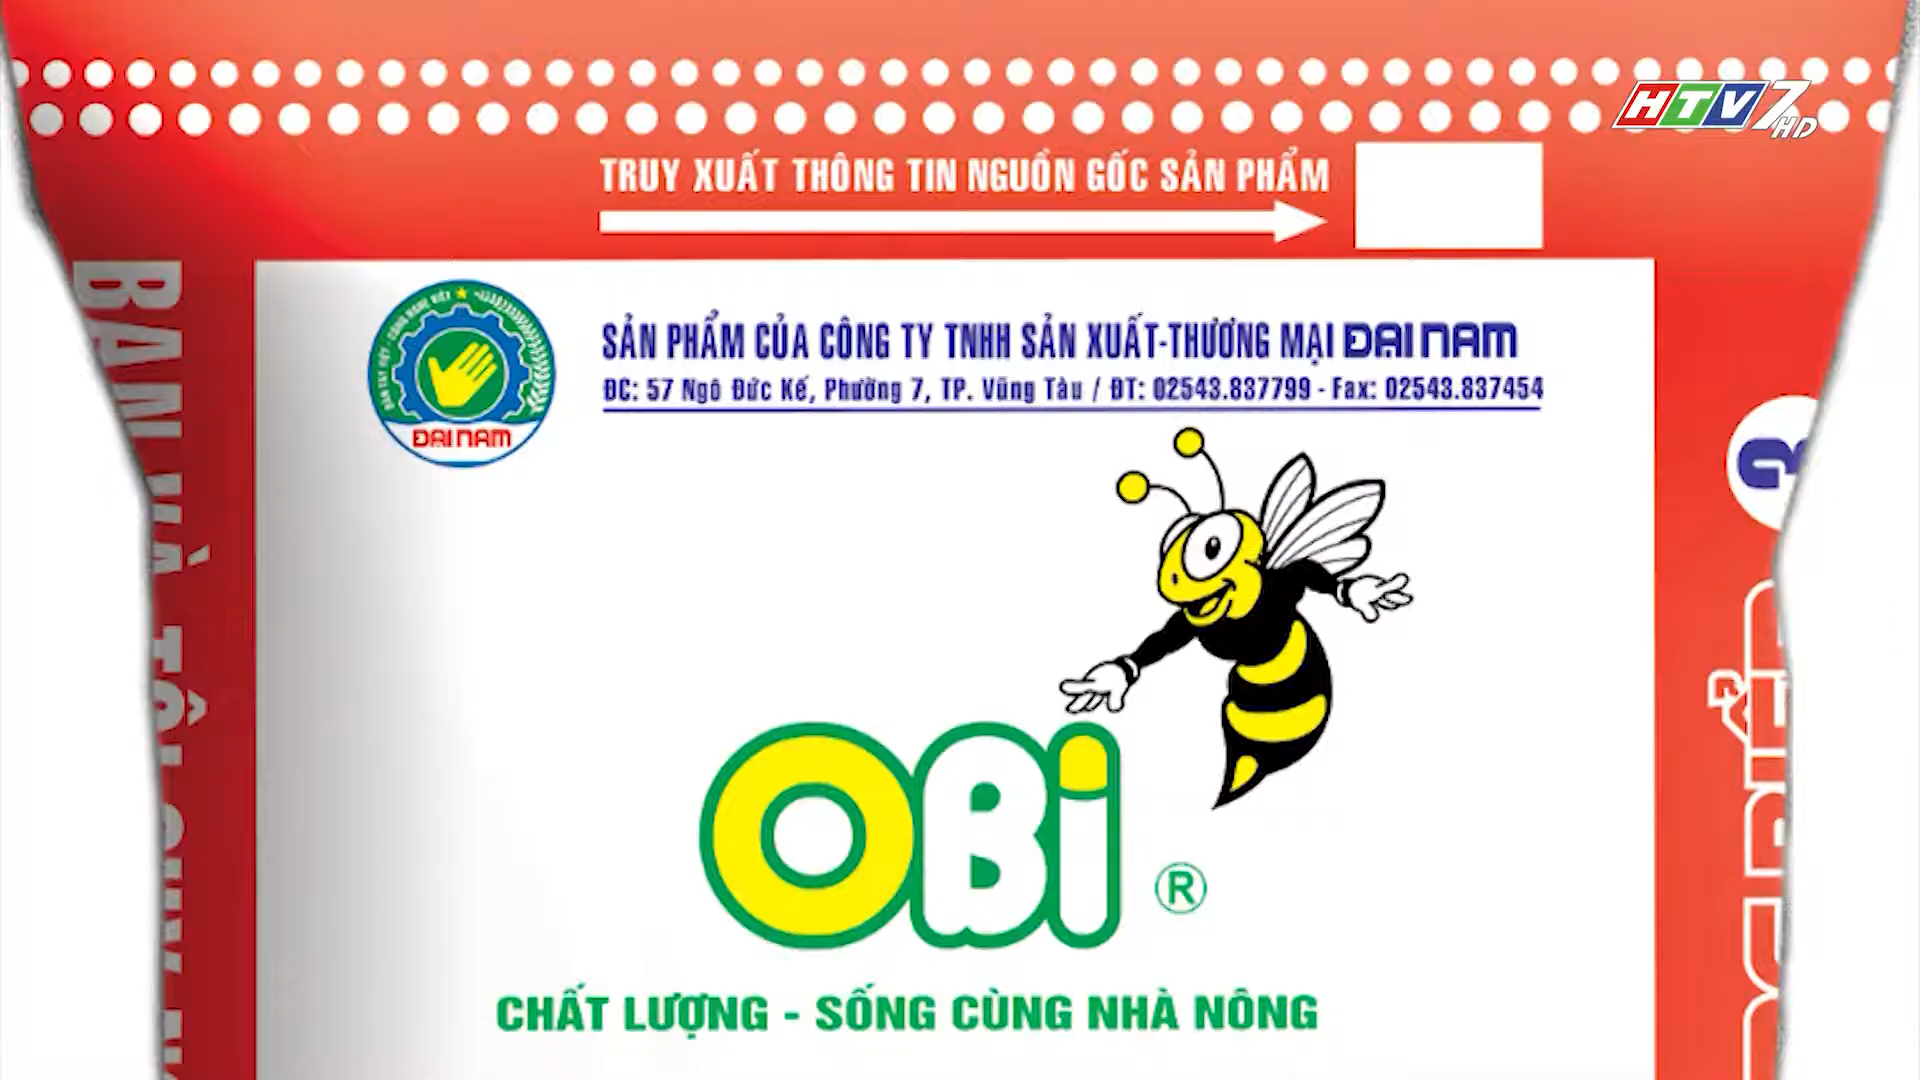 HTV7 HD
TRUY XUẤT THÔNG TIN NGUỒN GỐC SẢN PHẨM
SẢN PHẨM CỦA CÔNG TY TNHH SẢN XUẤT-THƯƠNG MẠI ĐẠI NAM
ĐC: 57 Ngô Đức Kế, Phường 7, TP. Vũng Tàu / ĐT: 02543.837799 - Fax: 02543.837454
ĐẠI NAM
OBi ®
CHẤT LƯỢNG - SỐNG CÙNG NHÀ NÔNG
3